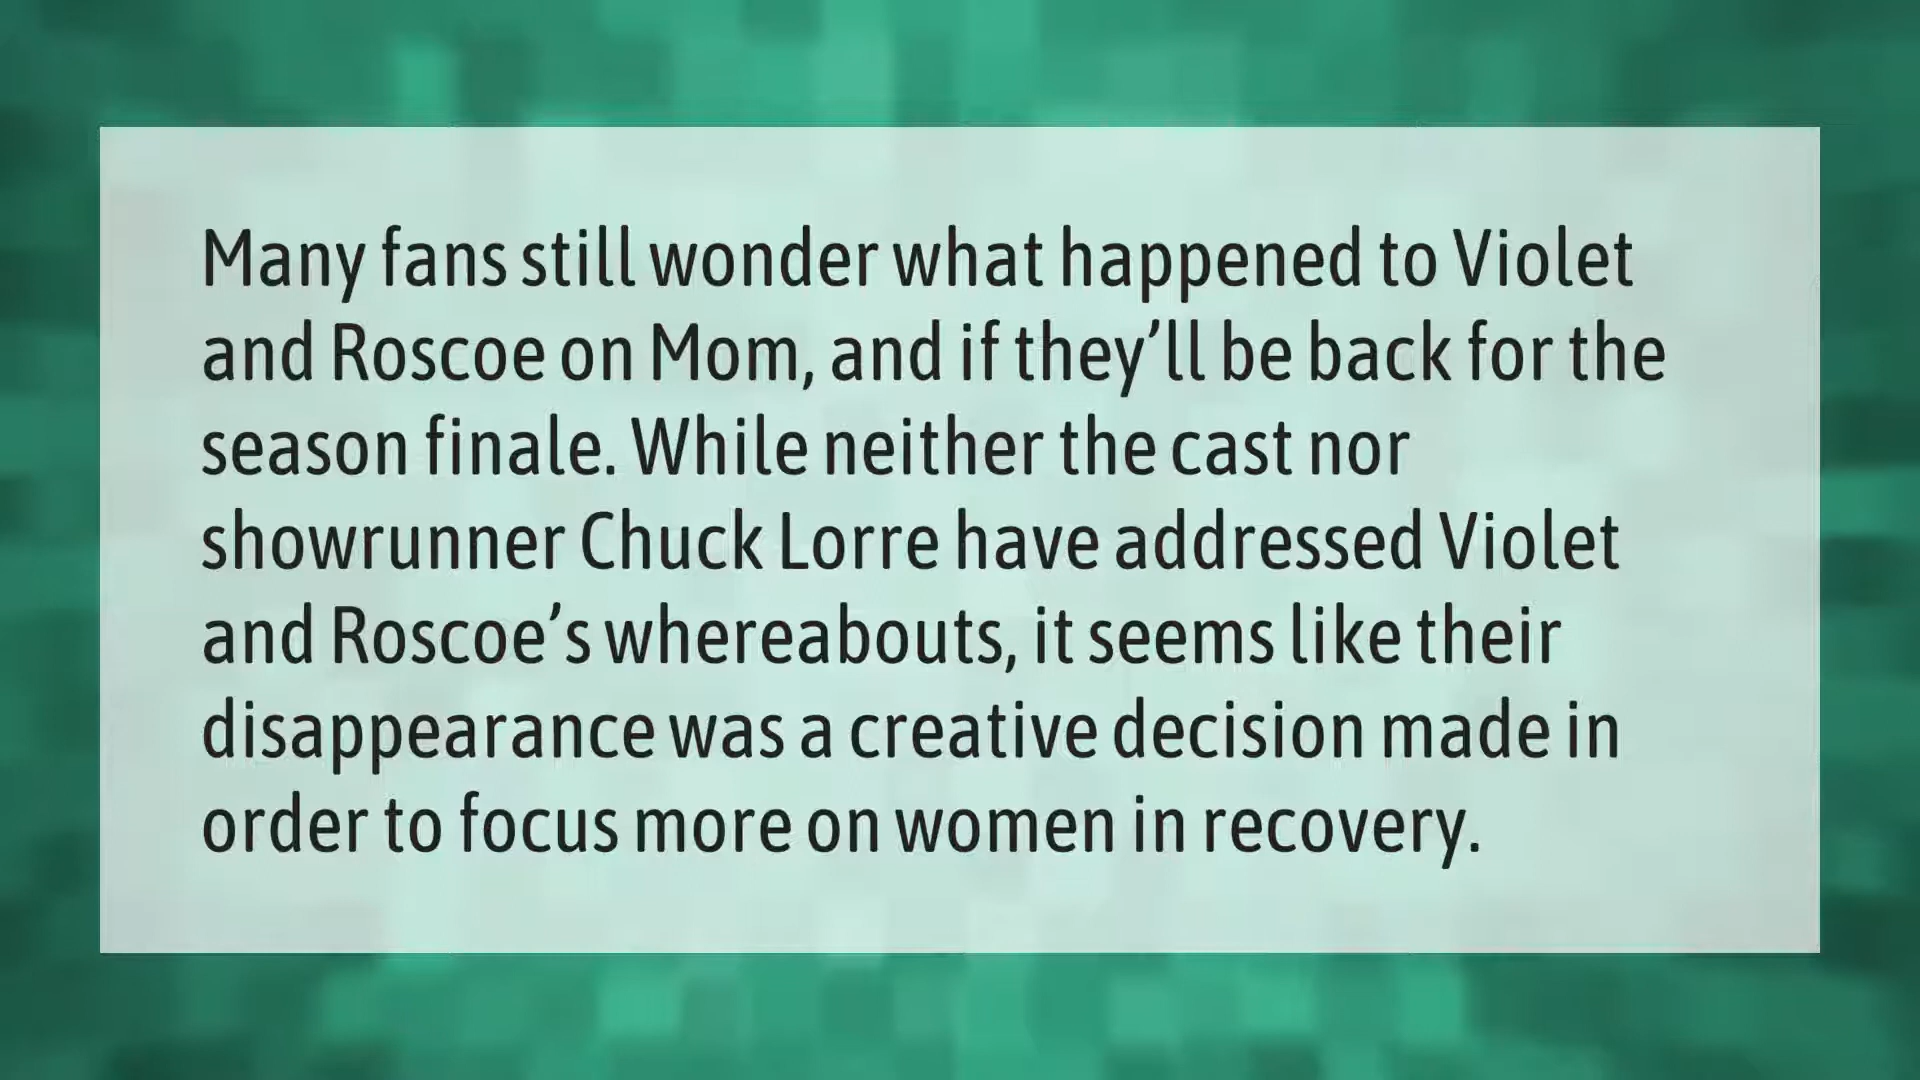 Many fans still wonder what happened to Violet
and Roscoe on Mom, and if they’ll be back for the
season finale. While neither the cast nor
showrunner Chuck Lorre have addressed Violet
and Roscoe’s whereabouts, it seems like their
disappearance was a creative decision made in
order to focus more on women in recovery.